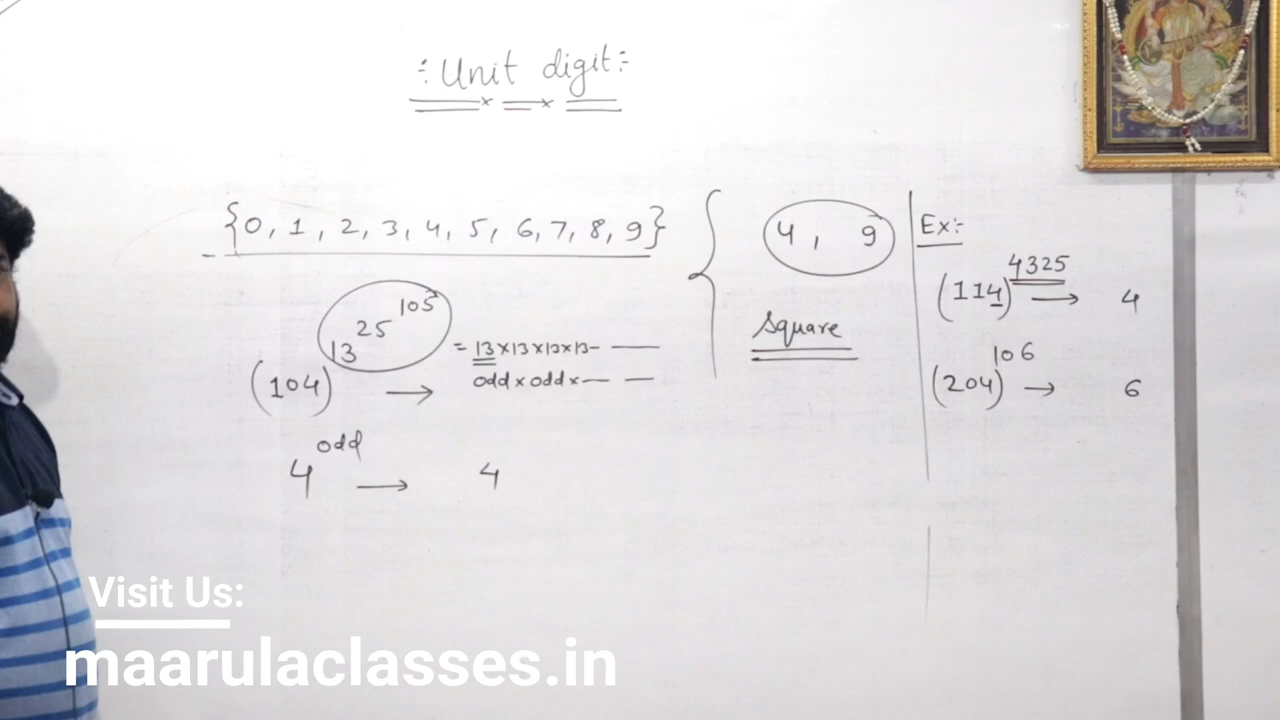 :Unit digit:
{0, 1, 2, 3, 4, 5, 6, 7, 8, 9}
(104)^13^25^105 → = 13×13×13×13- ——
odd×odd×— —
4^odd → 4
4, 9
Square
Ex:-
(114)^4325 → 4
(204)^106 → 6
Visit Us:
maarulaclasses.in